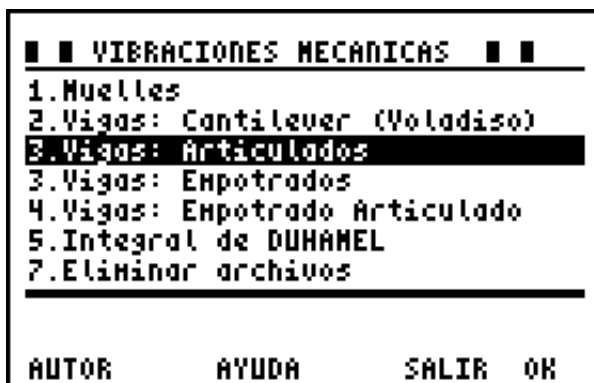 VIBRACIONES MECANICAS
1.Muelles
2.Vigas: Cantilever (Voladiso)
3.Vigas: Articulados
3.Vigas: Empotrados
4.Vigas: Empotrado Articulado
5.Integral de DUHAMEL
7.Eliminar archivos
AUTOR AYUDA SALIR OK